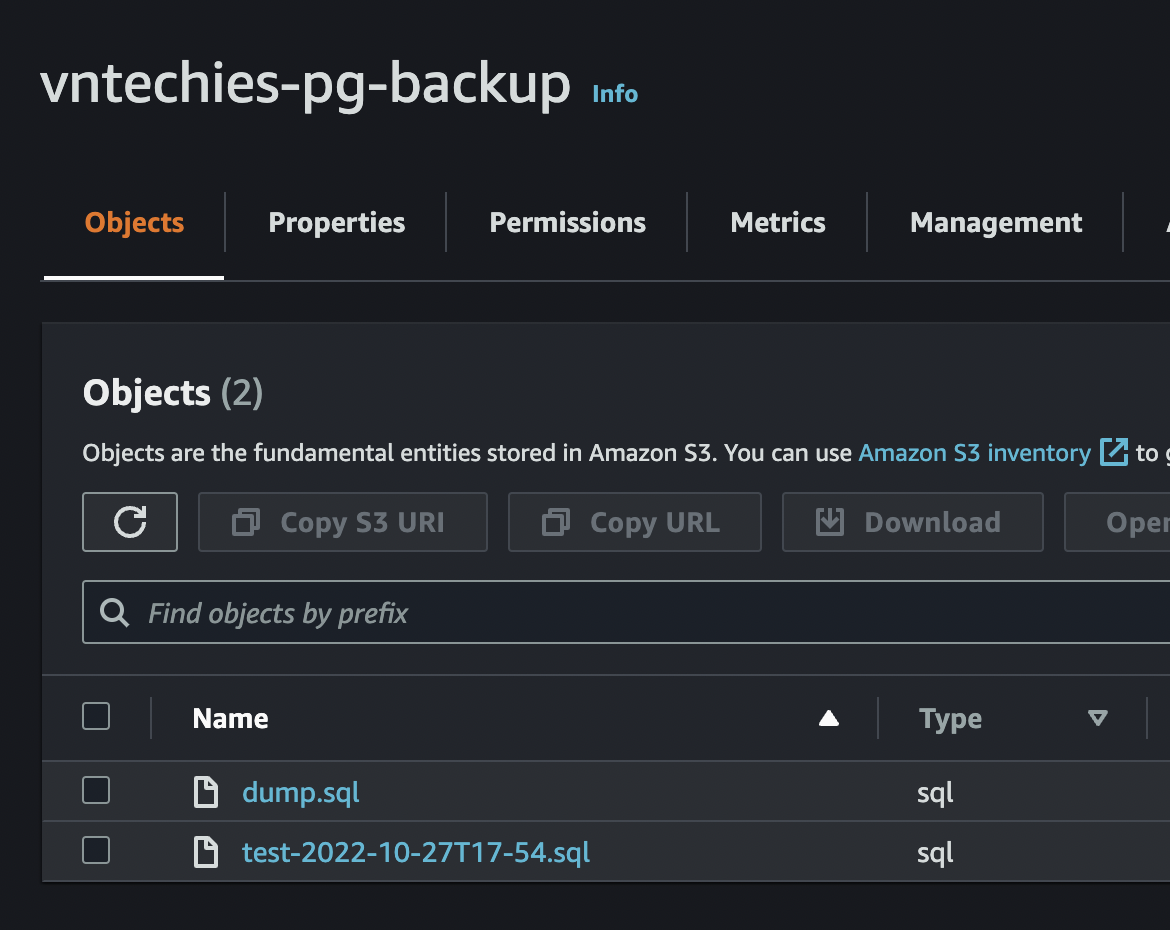 vntechies-pg-backup Info
Objects Properties Permissions Metrics Management
Objects (2)
Objects are the fundamental entities stored in Amazon S3. You can use Amazon S3 inventory to
Copy S3 URI Copy URL Download Open
Find objects by prefix
Name Type
dump.sql sql
test-2022-10-27T17-54.sql sql